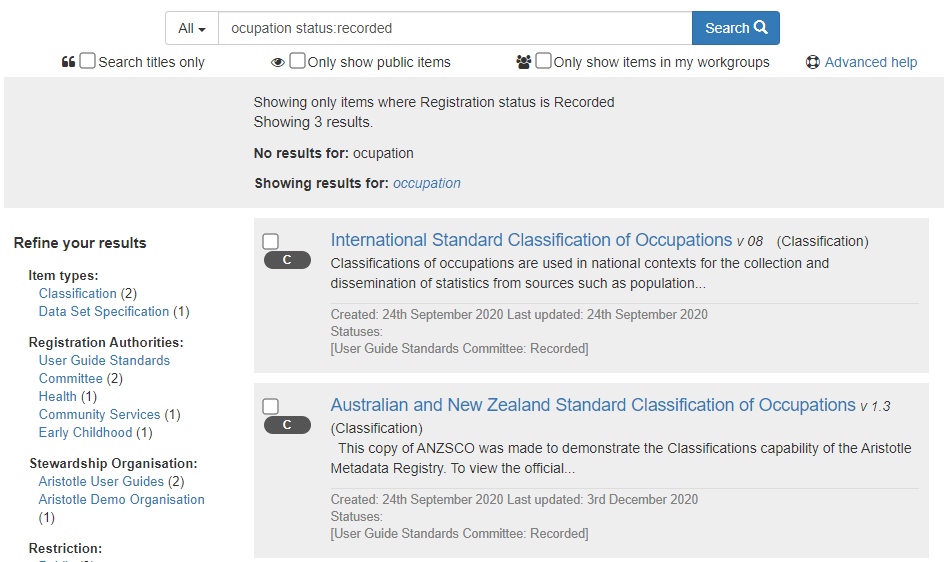 All ocupation status:recorded Search
Search titles only Only show public items Only show items in my workgroups Advanced help
Showing only items where Registration status is Recorded
Showing 3 results.
No results for: ocupation
Showing results for: occupation
Refine your results
Item types:
Classification (2)
Data Set Specification (1)
Registration Authorities:
User Guide Standards
Committee (2)
Health (1)
Community Services (1)
Early Childhood (1)
Stewardship Organisation:
Aristotle User Guides (2)
Aristotle Demo Organisation
(1)
Restriction:
International Standard Classification of Occupations v 08 (Classification)
C
Classifications of occupations are used in national contexts for the collection and
dissemination of statistics from sources such as population...
Created: 24th September 2020 Last updated: 24th September 2020
Statuses:
[User Guide Standards Committee: Recorded]
Australian and New Zealand Standard Classification of Occupations v 1.3
C
(Classification)
This copy of ANZSCO was made to demonstrate the Classifications capability of the Aristotle
Metadata Registry. To view the official...
Created: 24th September 2020 Last updated: 3rd December 2020
Statuses:
[User Guide Standards Committee: Recorded]